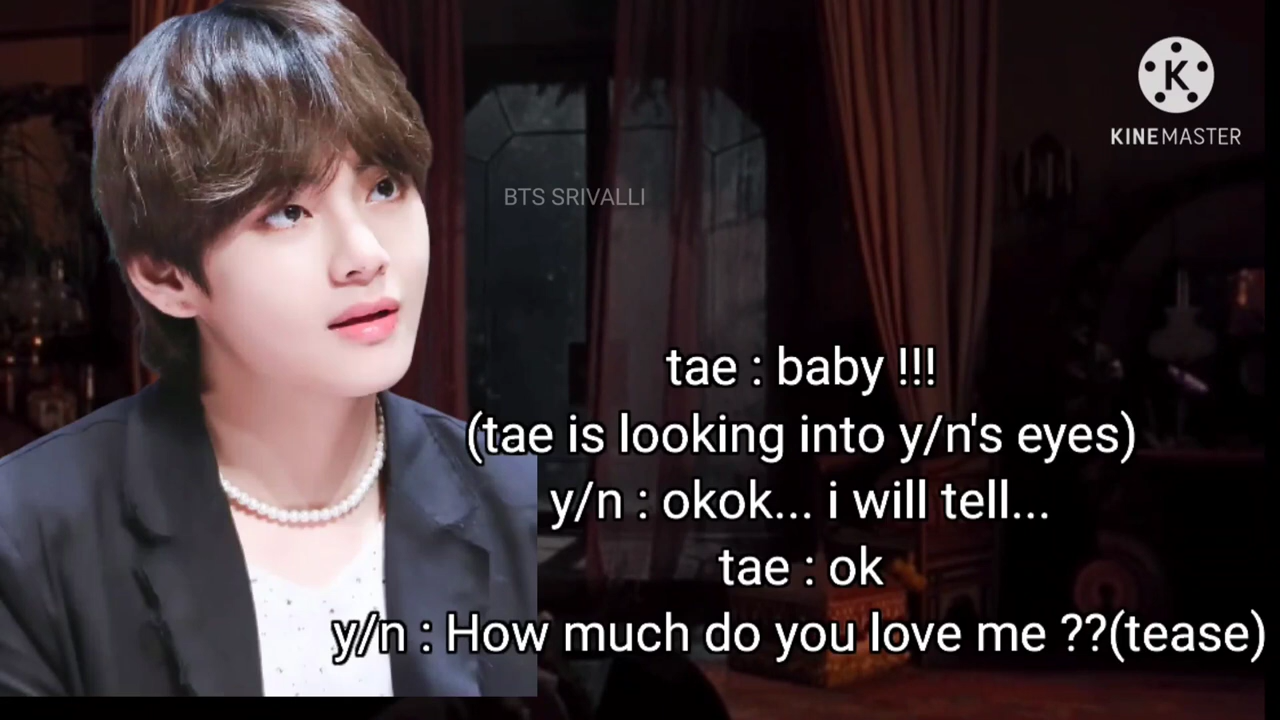 K
KINEMASTER
BTS SRIVALLI
tae : baby !!!
(tae is looking into y/n's eyes)
y/n : okok... i will tell...
tae : ok
y/n : How much do you love me ??(tease)